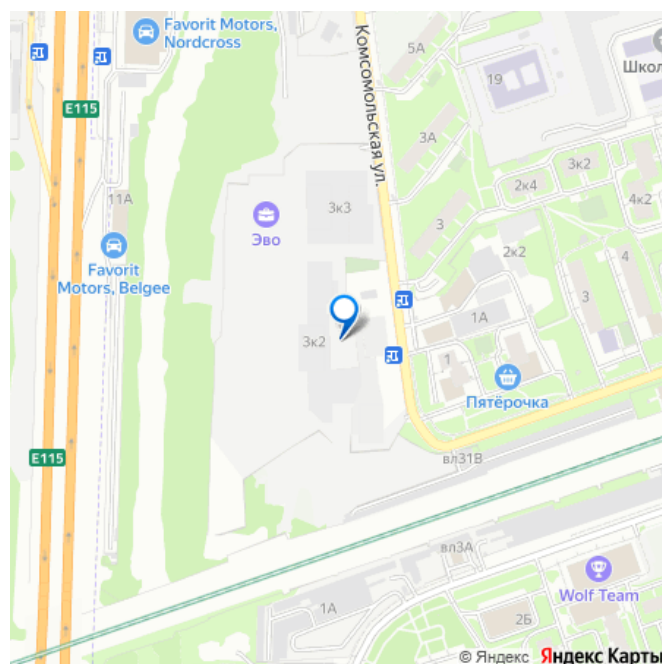 Favorit Motors,
Nordcross
E115
Комсомольская ул.
5А
19
Школ
3А
3к2
2к4
4к2
11А
3к3
Эво
3
2к2
4
Favorit
Motors, Belgee
3
3к2
1А
1
Пятёрочка
E115
вл31В
вл3А
Wolf Team
1А
2Б
© Яндекс Яндекс Карты